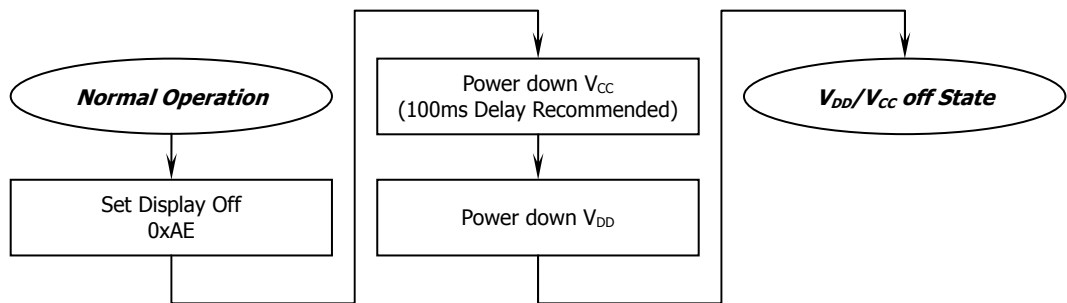 Normal Operation
Set Display Off
0xAE
Power down VCC
(100ms Delay Recommended)
Power down VDD
VDD/VCC off State